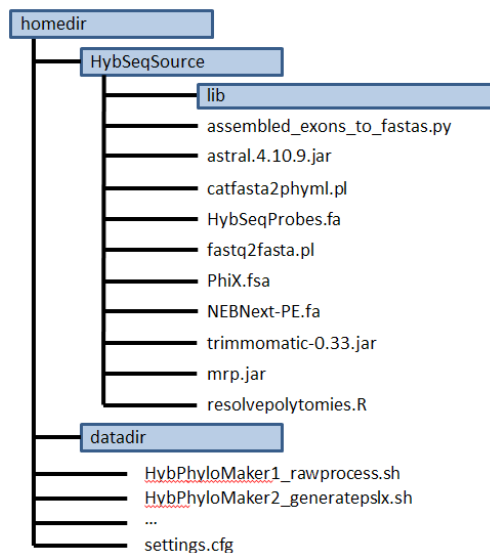 homedir
HybSeqSource
lib
assembled_exons_to_fastas.py
astral.4.10.9.jar
catfasta2phyml.pl
HybSeqProbes.fa
fastq2fasta.pl
PhiX.fsa
NEBNext-PE.fa
trimmomatic-0.33.jar
mrp.jar
resolvepolytomies.R
datadir
HybPhyloMaker1_rawprocess.sh
HybPhyloMaker2_generatepslx.sh
...
settings.cfg